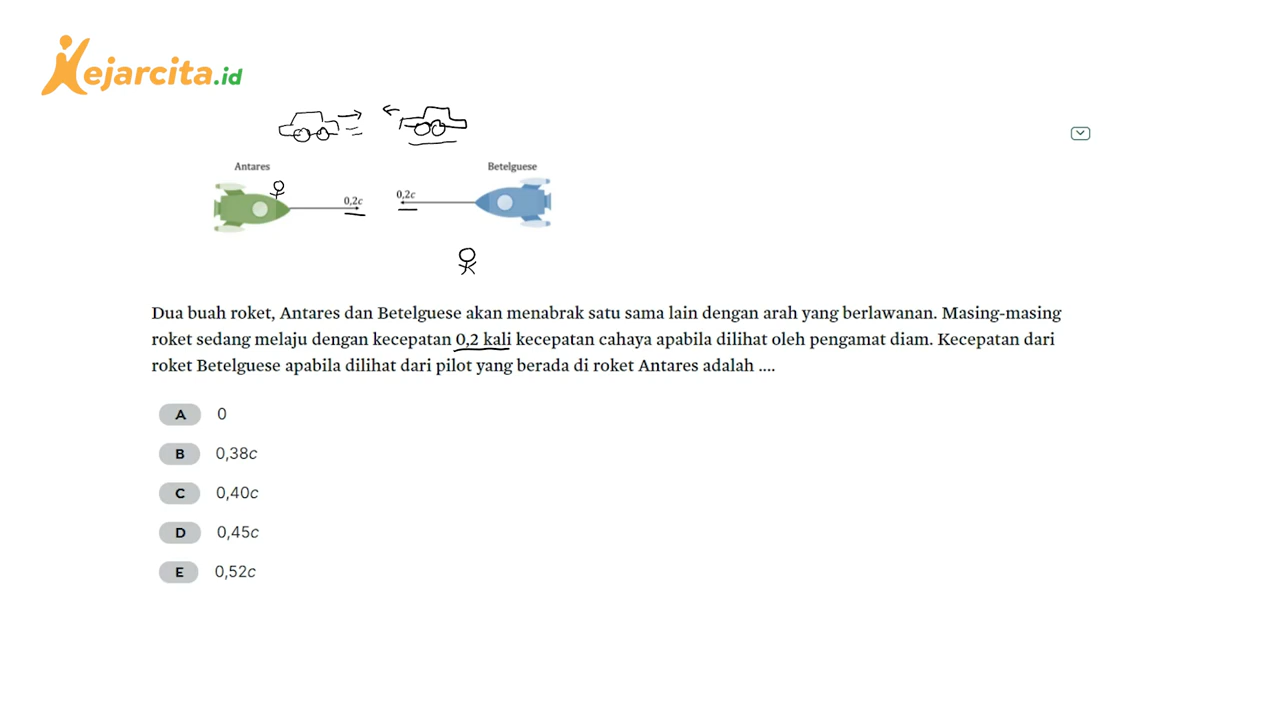 Kejarcita.id
Antares
Betelguese
0,2c
0,2c
Dua buah roket, Antares dan Betelguese akan menabrak satu sama lain dengan arah yang berlawanan. Masing-masing
roket sedang melaju dengan kecepatan 0,2 kali kecepatan cahaya apabila dilihat oleh pengamat diam. Kecepatan dari
roket Betelguese apabila dilihat dari pilot yang berada di roket Antares adalah ....
A 0
B 0,38c
C 0,40c
D 0,45c
E 0,52c